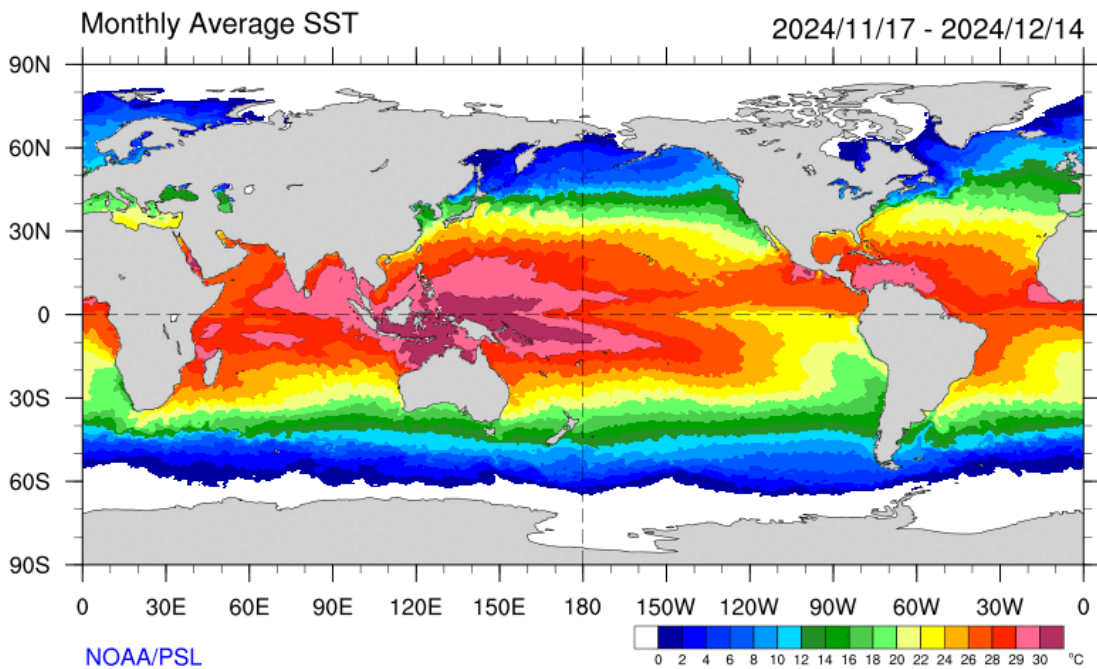 Monthly Average SST 2024/11/17 - 2024/12/14
90N
60N
30N
0
30S
60S
90S
0 30E 60E 90E 120E 150E 180 150W 120W 90W 60W 30W 0
NOAA/PSL
0 2 4 6 8 10 12 14 16 18 20 22 24 26 28 29 30 °C